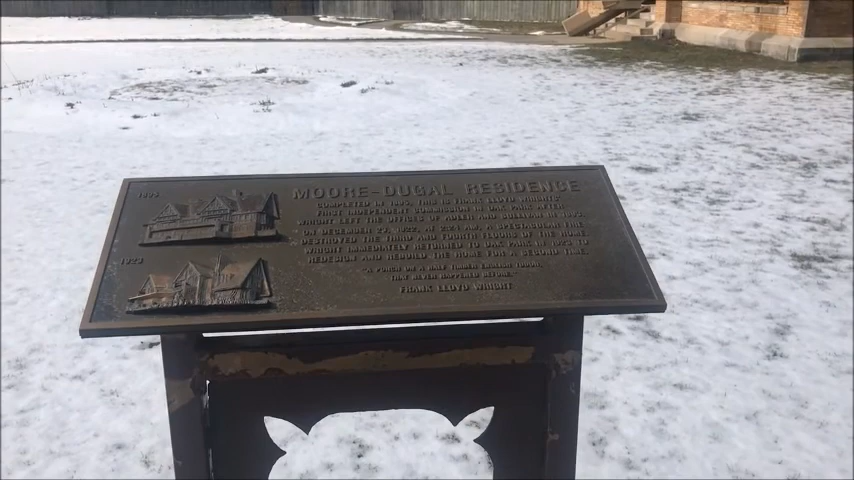 MOORE-DUGAL RESIDENCE
1895
1923
COMPLETED IN 1895, THIS IS FRANK LLOYD WRIGHT'S
FIRST INDEPENDENT COMMISSION IN OAK PARK AFTER
WRIGHT LEFT THE OFFICES OF ADLER AND SULLIVAN IN 1893.
ON DECEMBER 25, 1922, AT 2:21 A.M., A SPECTACULAR FIRE
DESTROYED THE THIRD AND FOURTH FLOORS OF THE HOME.
WRIGHT IMMEDIATELY RETURNED TO OAK PARK IN 1923 TO
REDESIGN AND REBUILD THE HOME FOR A SECOND TIME.
"A PORCH ON A HALF TIMBER ENGLISH TUDOR,
THAT NEVER HAPPENED BEFORE."
FRANK LLOYD WRIGHT